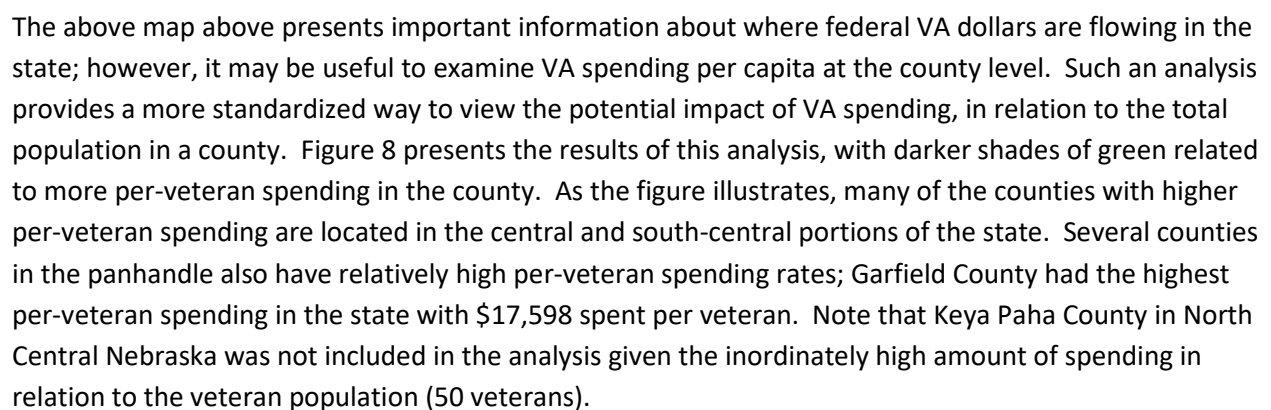 The above map above presents important information about where federal VA dollars are flowing in the
state; however, it may be useful to examine VA spending per capita at the county level.  Such an analysis
provides a more standardized way to view the potential impact of VA spending, in relation to the total
population in a county.  Figure 8 presents the results of this analysis, with darker shades of green related
to more per-veteran spending in the county.  As the figure illustrates, many of the counties with higher
per-veteran spending are located in the central and south-central portions of the state.  Several counties
in the panhandle also have relatively high per-veteran spending rates; Garfield County had the highest
per-veteran spending in the state with $17,598 spent per veteran.  Note that Keya Paha County in North
Central Nebraska was not included in the analysis given the inordinately high amount of spending in
relation to the veteran population (50 veterans).